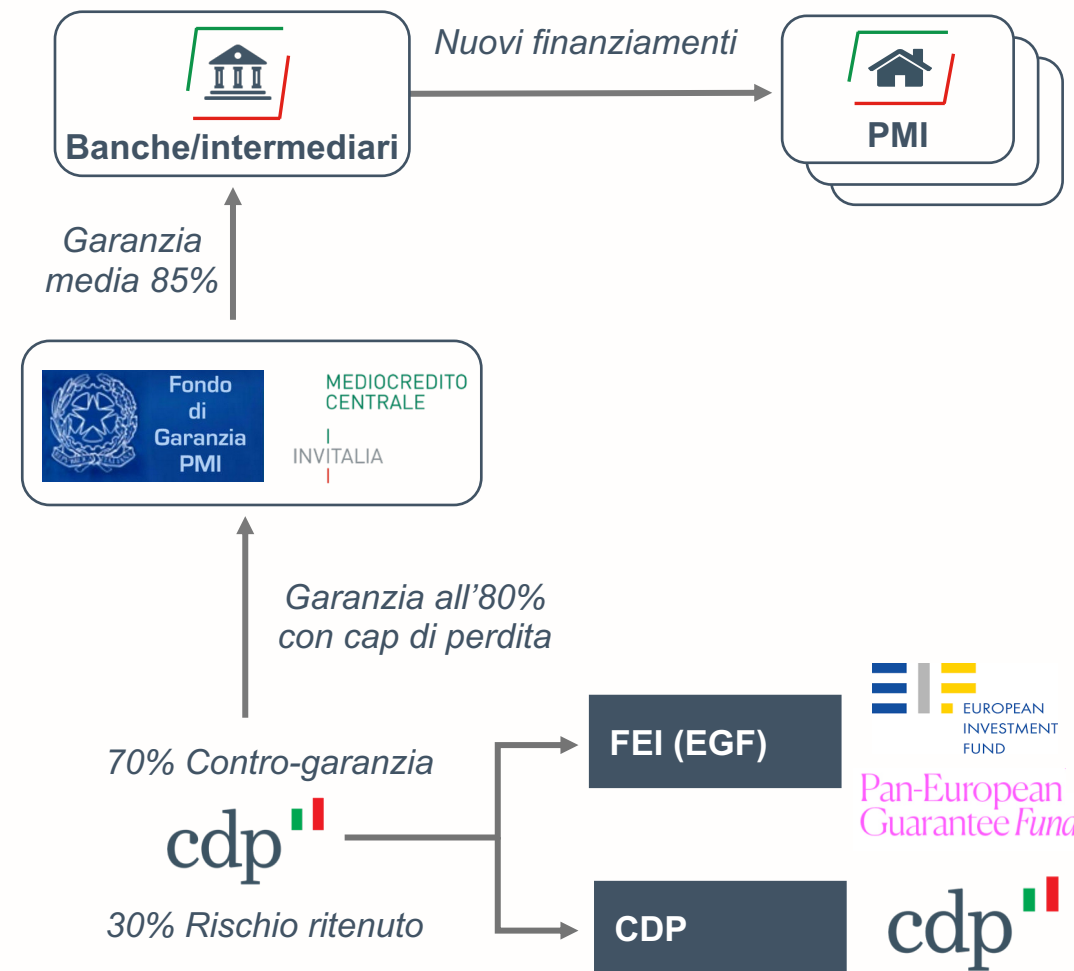 Nuovi finanziamenti
Banche/intermediari
PMI
Garanzia
media 85%
Fondo
di
Garanzia
PMI
MEDIOCREDITO
CENTRALE
INVITALIA
Garanzia all'80%
con cap di perdita
70% Contro-garanzia
cdp
30% Rischio ritenuto
FEI (EGF)
EUROPEAN
INVESTMENT
FUND
Pan-European
Guarantee Fund
CDP
cdp